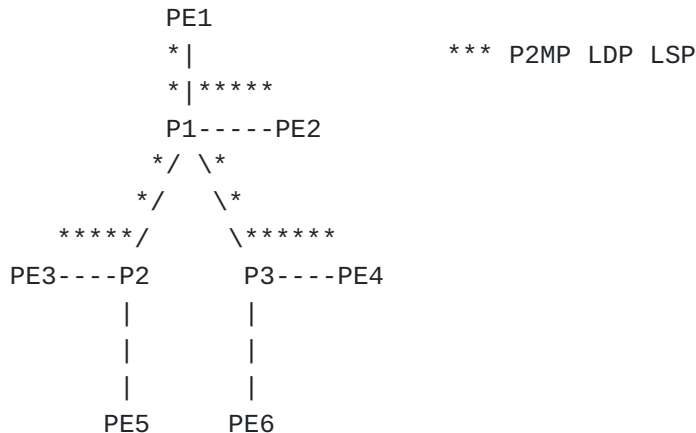 PE1
*|                 *** P2MP LDP LSP
*|*****
P1-----PE2
*/ \*
*/   \*
*****/     \******
PE3----P2      P3----PE4
|       |
|       |
|       |
PE5     PE6